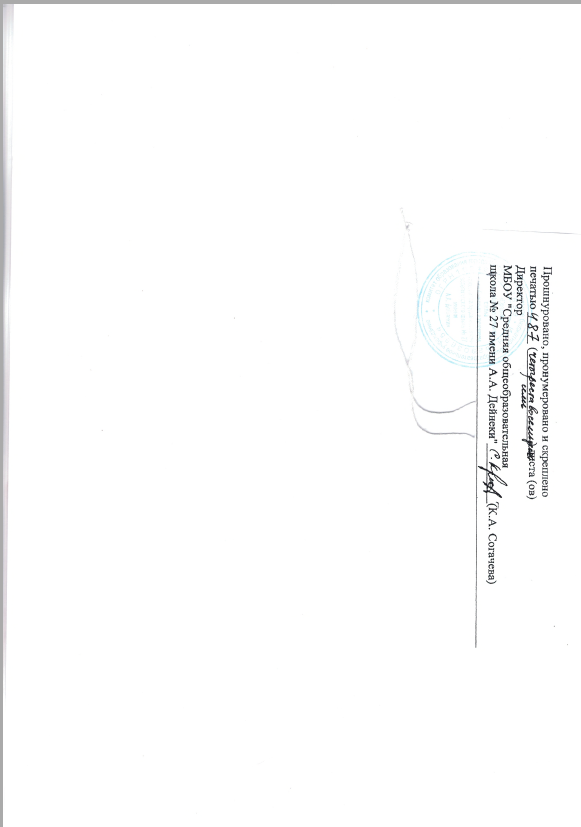 Прошнуровано, пронумеровано и скреплено
печатью 487 (четыреста восемьдесят
семь листа (ов)
Директор
МБОУ "Средняя общеобразовательная
школа № 27 имени А.А. Дейнеки" (К.А. Согачева)